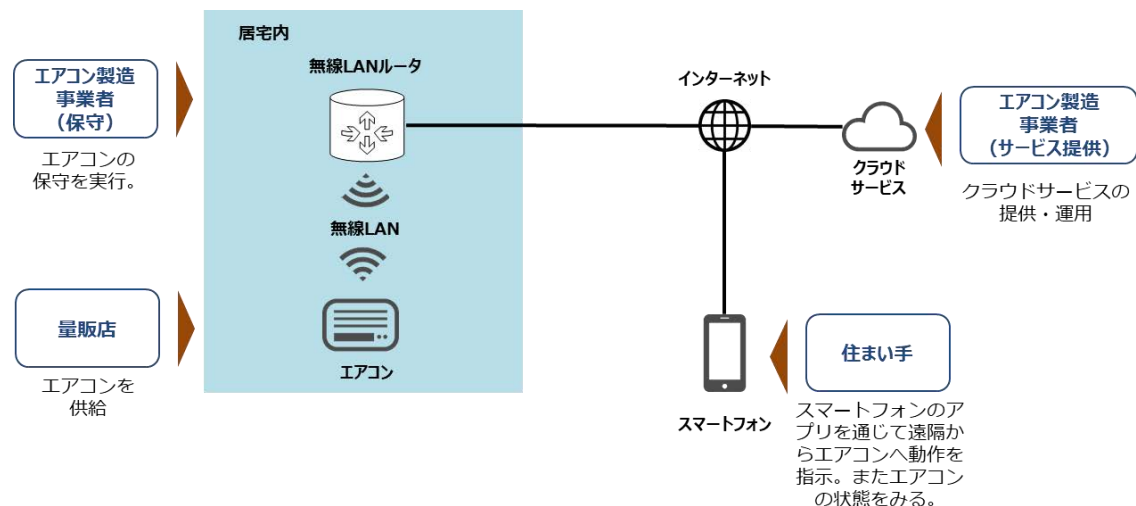 居宅内
エアコン製造
事業者
（保守）
エアコンの
保守を実行。
無線LANルータ
無線LAN
量販店
エアコンを
供給
エアコン
インターネット
クラウド
サービス
エアコン製造
事業者
（サービス提供）
クラウドサービスの
提供・運用
スマートフォン
住まい手
スマートフォンのア
プリを通じて遠隔か
らエアコンへ動作を
指示。またエアコン
の状態をみる。